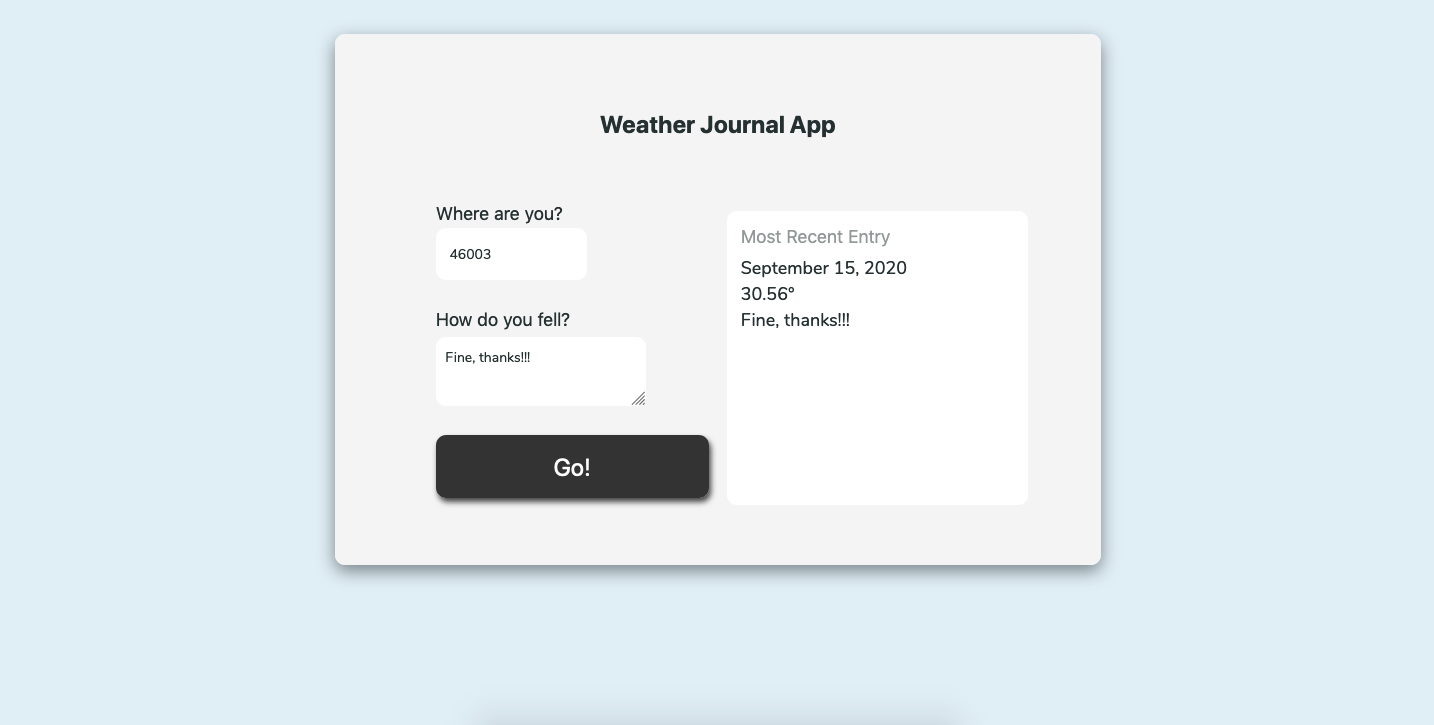 Weather Journal App
Where are you?
46003
How do you fell?
Fine, thanks!!!
Go!
Most Recent Entry
September 15, 2020
30.56°
Fine, thanks!!!